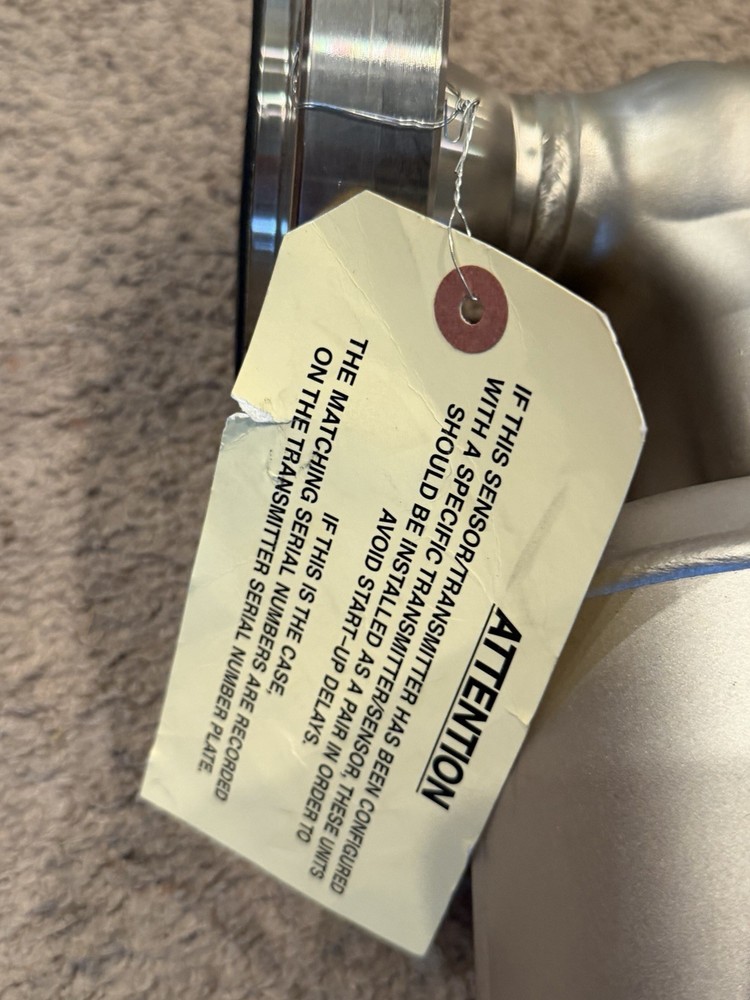 ATTENTION
IF THIS SENSOR/TRANSMITTER HAS BEEN CONFIGURED
WITH A SPECIFIC TRANSMITTER/SENSOR, THESE UNITS
SHOULD BE INSTALLED AS A PAIR IN ORDER TO
AVOID START-UP DELAYS.
IF THIS IS THE CASE,
THE MATCHING SERIAL NUMBERS ARE RECORDED
ON THE TRANSMITTER SERIAL NUMBER PLATE.